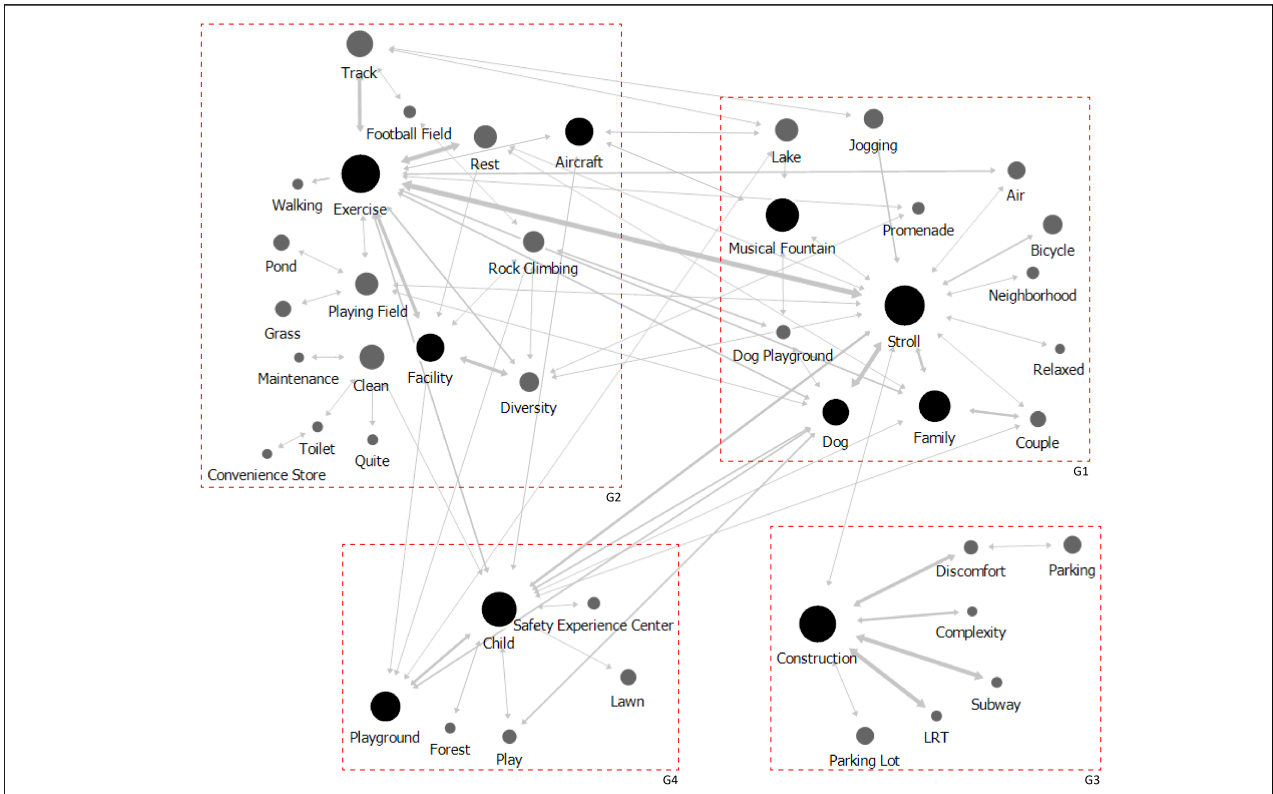 Track
Football Field
Rest
Aircraft
Walking
Exercise
Pond
Rock Climbing
Playing Field
Grass
Maintenance
Clean
Facility
Diversity
Toilet
Quite
Convenience Store
G2
Lake
Jogging
Air
Promenade
Musical Fountain
Bicycle
Neighborhood
Stroll
Dog Playground
Relaxed
Dog
Family
Couple
G1
Child
Safety Experience Center
Lawn
Playground
Forest
Play
G4
Discomfort
Parking
Complexity
Construction
Subway
LRT
Parking Lot
G3